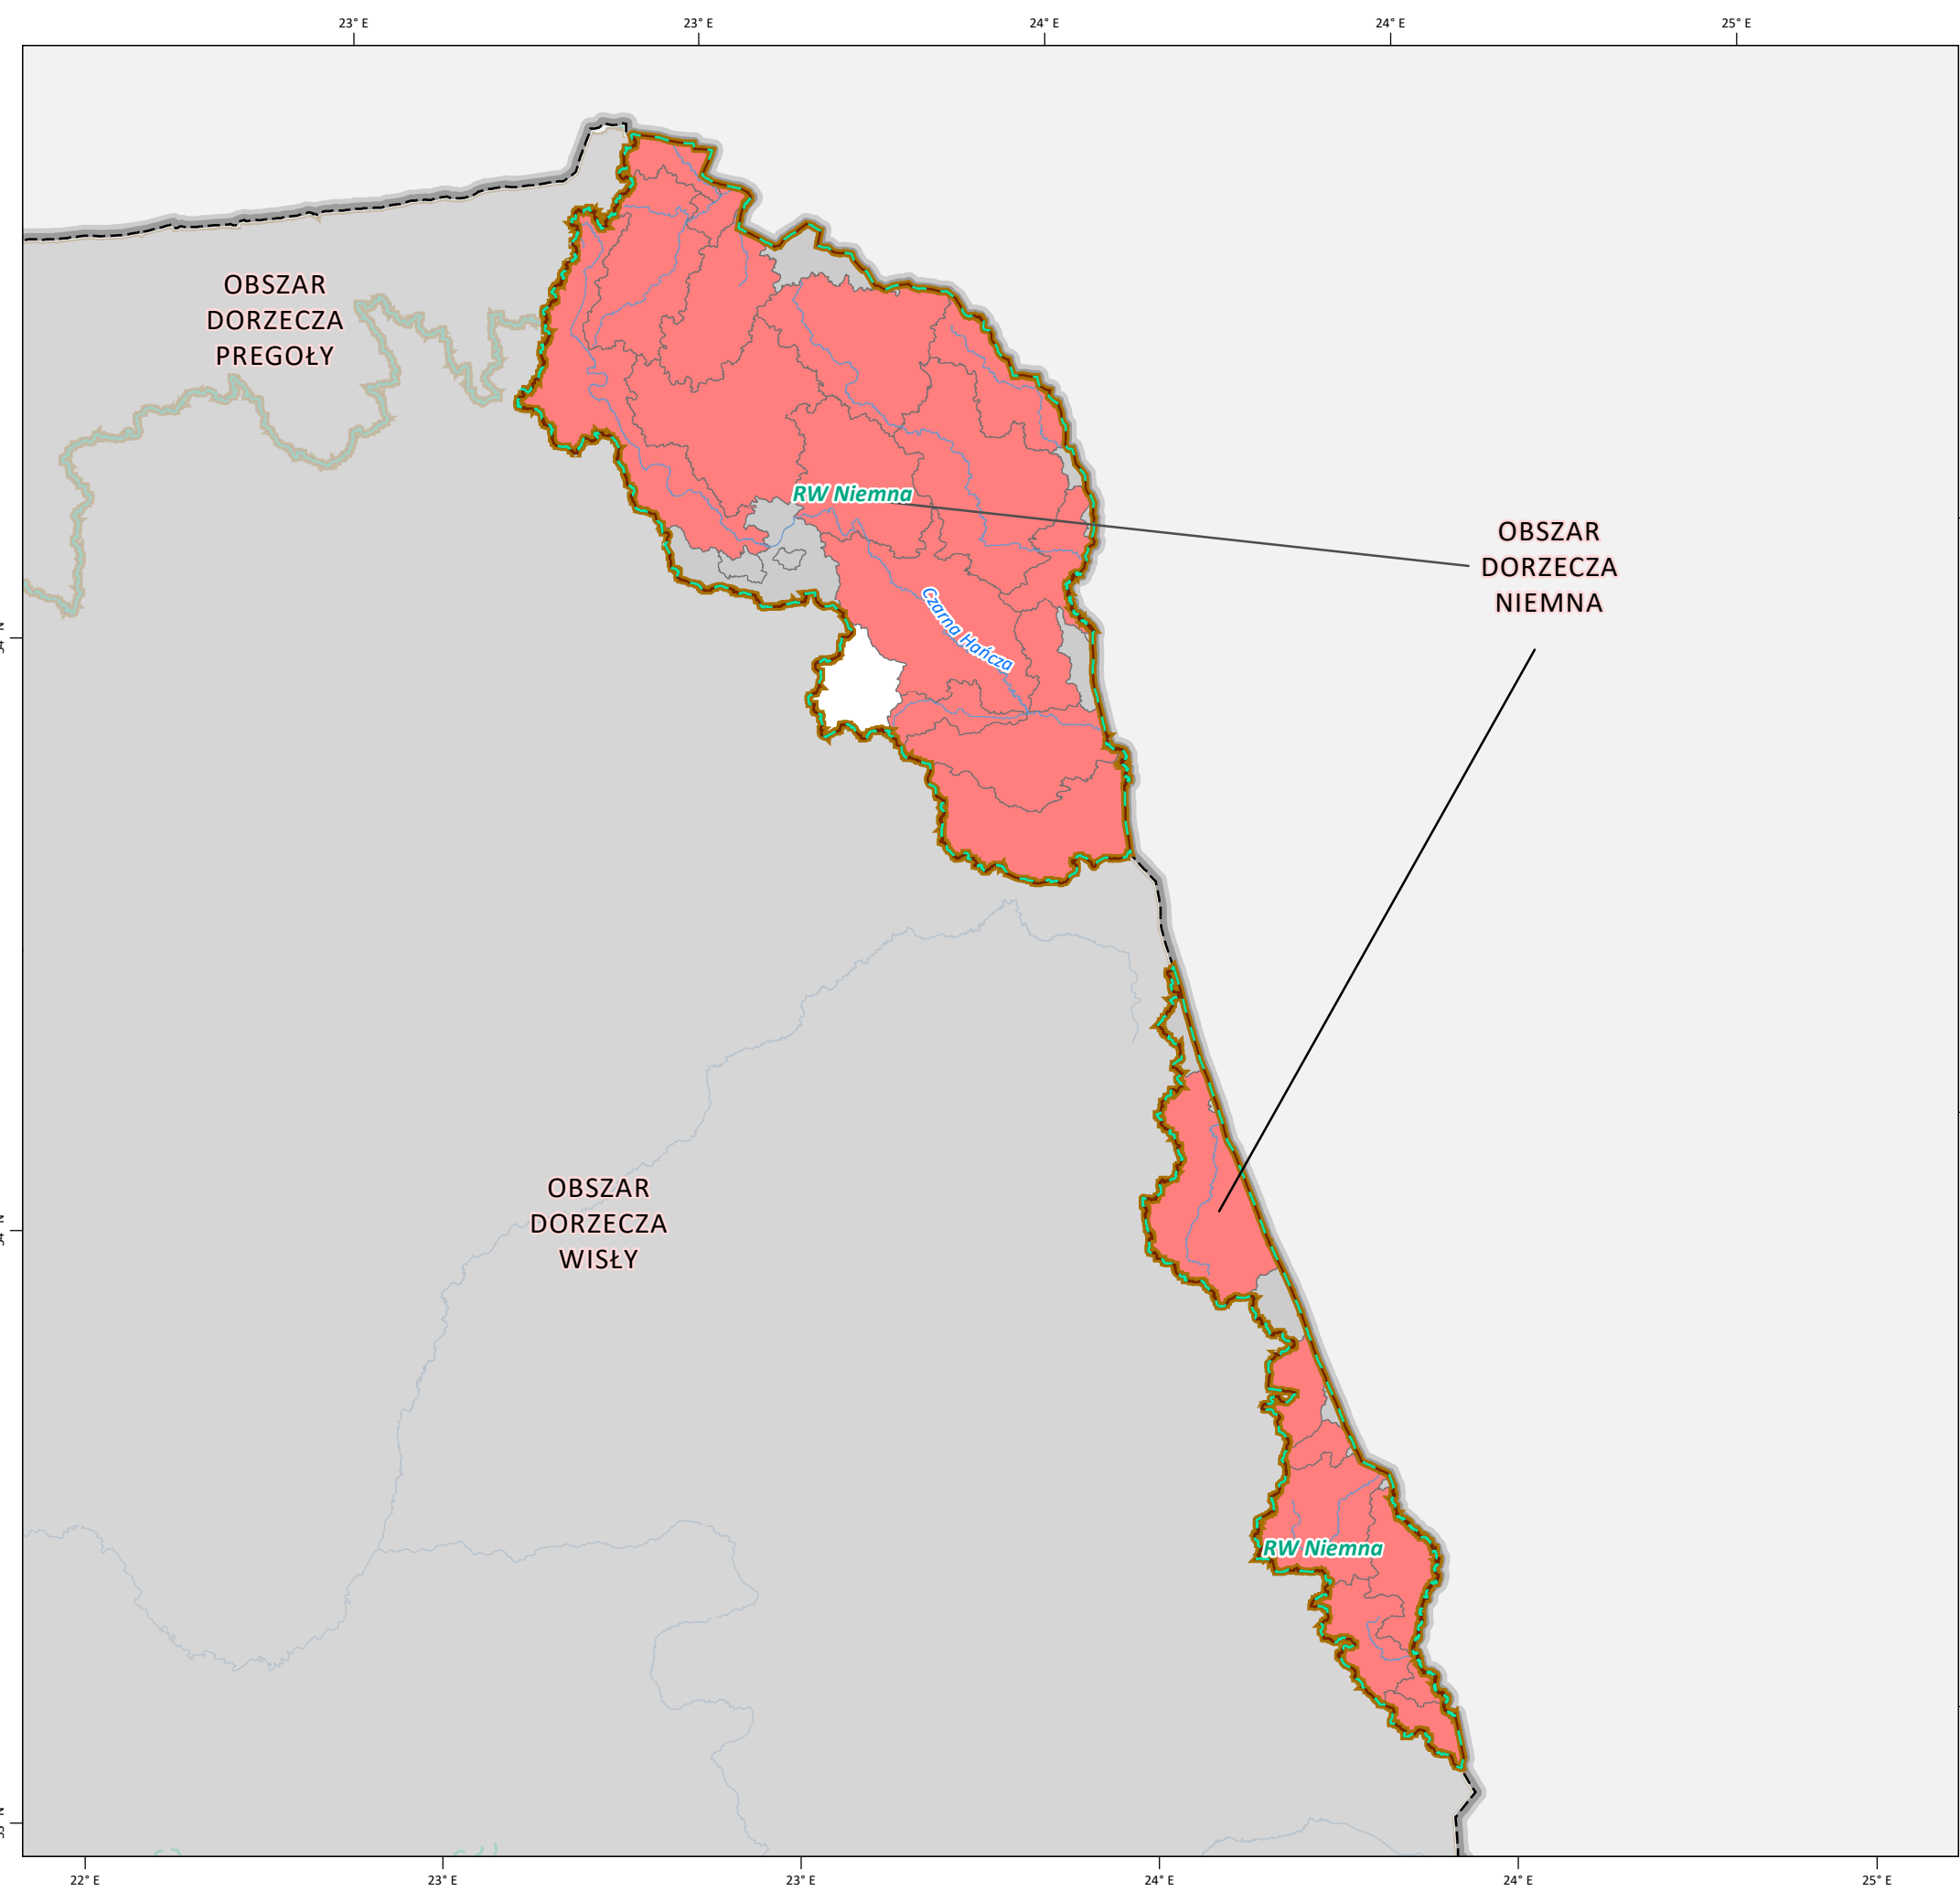 23° E
23° E
24° E
24° E
25° E
OBSZAR
DORZECZA
PREGOŁY
RW Niemna
OBSZAR
DORZECZA
NIEMNA
Czarna Hańcza
OBSZAR
DORZECZA
WISŁY
RW Niemna
22° E
23° E
23° E
24° E
24° E
25° E